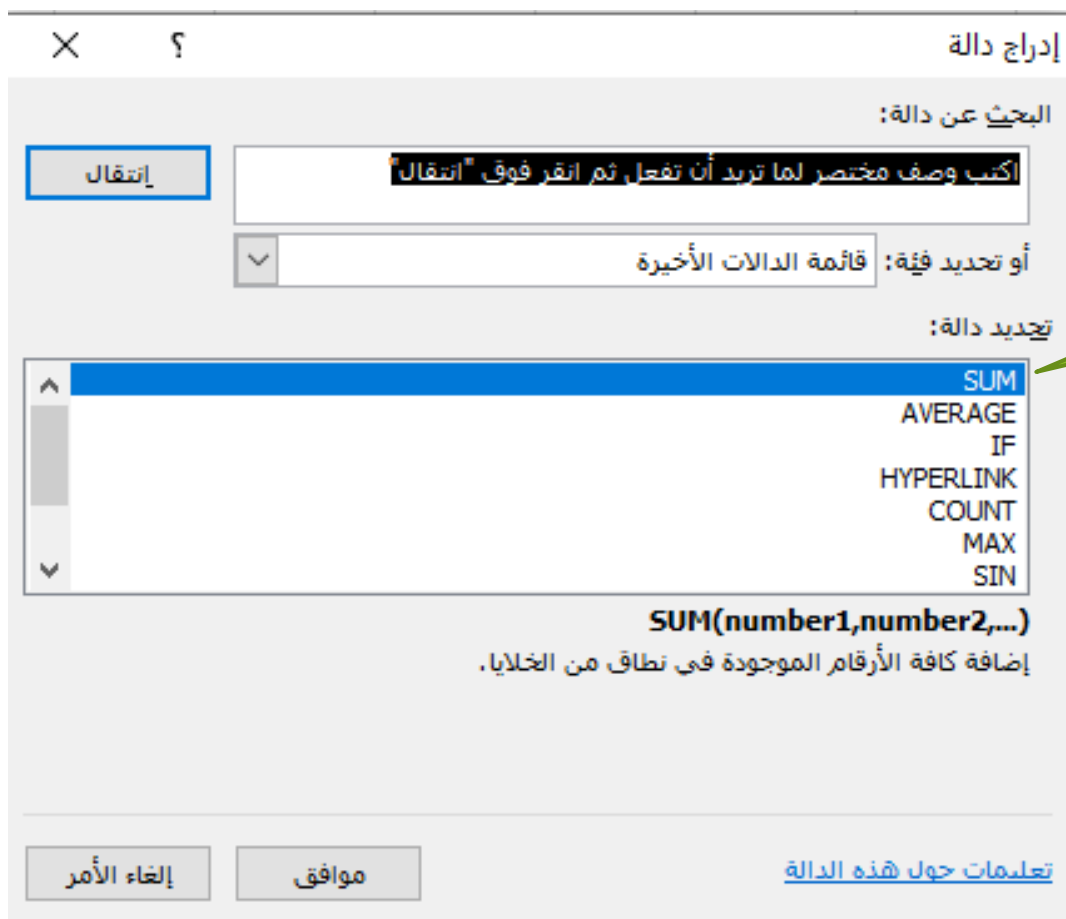 إدراج دالة
؟
البحث عن دالة:
اكتب وصف مختصر لما تريد أن تفعل ثم انقر فوق "انتقال"
إنتقال
أو تحديد فئة: قائمة الدالات الأخيرة
تحديد دالة:
SUM
AVERAGE
IF
HYPERLINK
COUNT
MAX
SIN
SUM(number1,number2,...)
إضافة كافة الأرقام الموجودة في نطاق من الخلايا.
تعليمات حول هذه الدالة
موافق
إلغاء الأمر